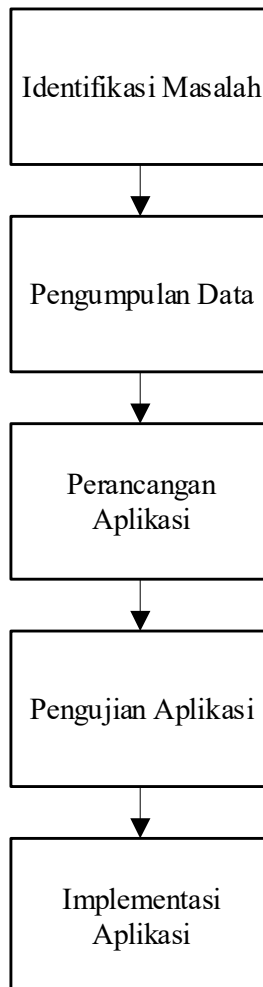 Identifikasi Masalah
Pengumpulan Data
Perancangan
Aplikasi
Pengujian Aplikasi
Implementasi
Aplikasi